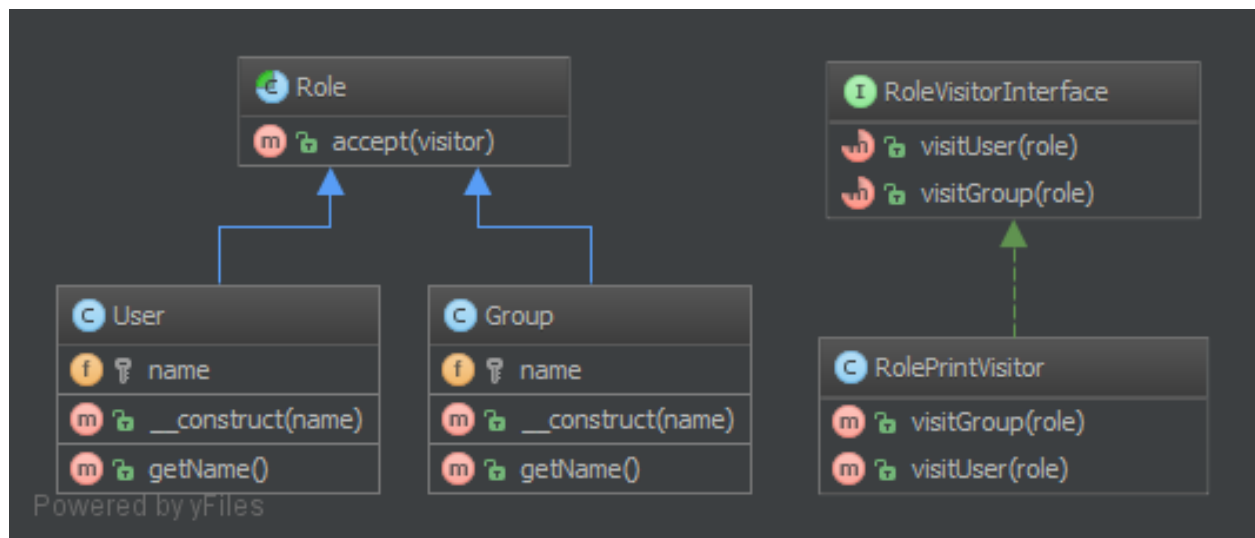 Role
accept(visitor)
RoleVisitorInterface
visitUser(role)
visitGroup(role)
User
name
__construct(name)
getName()
Group
name
__construct(name)
getName()
RolePrintVisitor
visitGroup(role)
visitUser(role)
Powered by yFiles